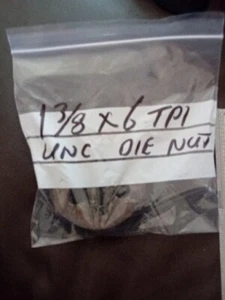 1 3/8 X 6 TPI
UNC DIE NUT